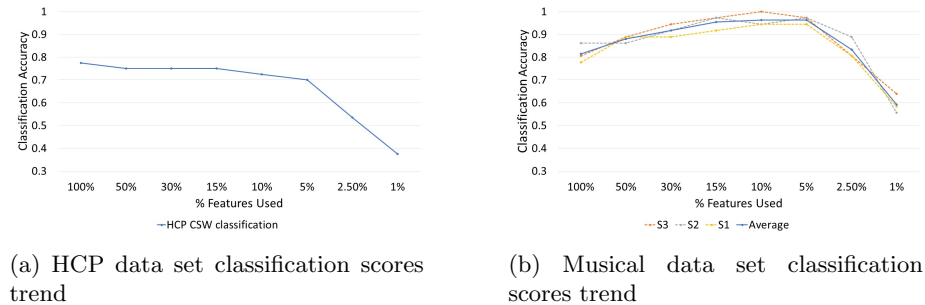 1
0.9
0.8
0.7
0.6
0.5
0.4
0.3
Classification Accuracy
100% 50% 30% 15% 10% 5% 2.50% 1%
% Features Used
HCP CSW classification
(a) HCP data set classification scores
trend
1
0.9
0.8
0.7
0.6
0.5
0.4
0.3
Classification Accuracy
100% 50% 30% 15% 10% 5% 2.50% 1%
% Features Used
S3 S2 S1 Average
(b) Musical data set classification
scores trend